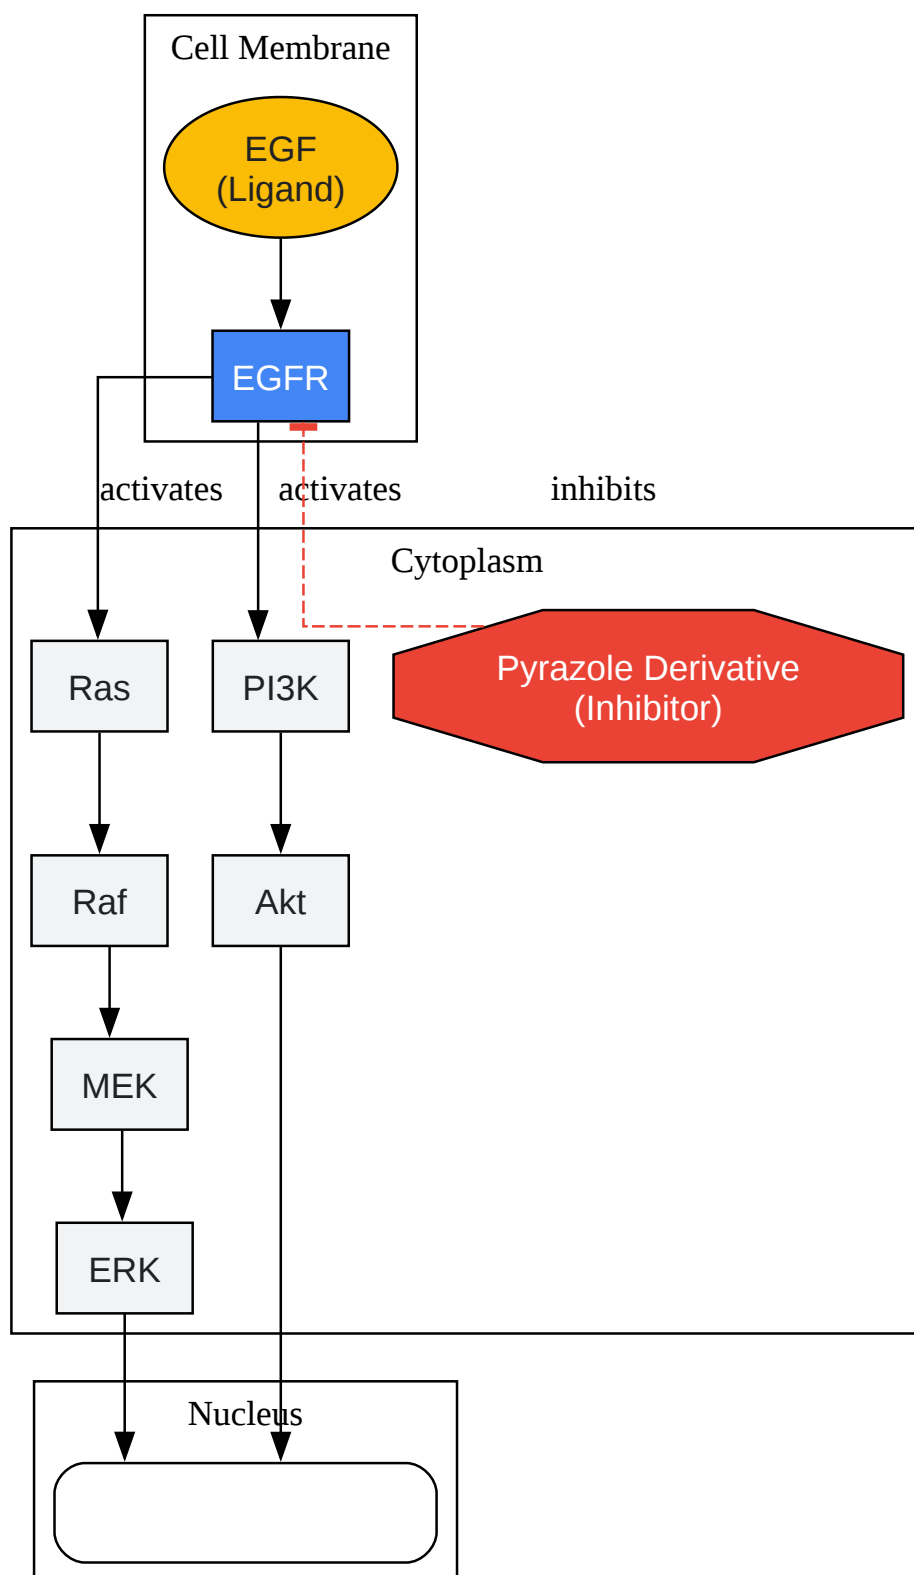 Cell Membrane
EGF
(Ligand)
EGFR
activates
activates
inhibits
Cytoplasm
Ras
PI3K
Pyrazole Derivative
(Inhibitor)
Raf
Akt
MEK
ERK
Nucleus